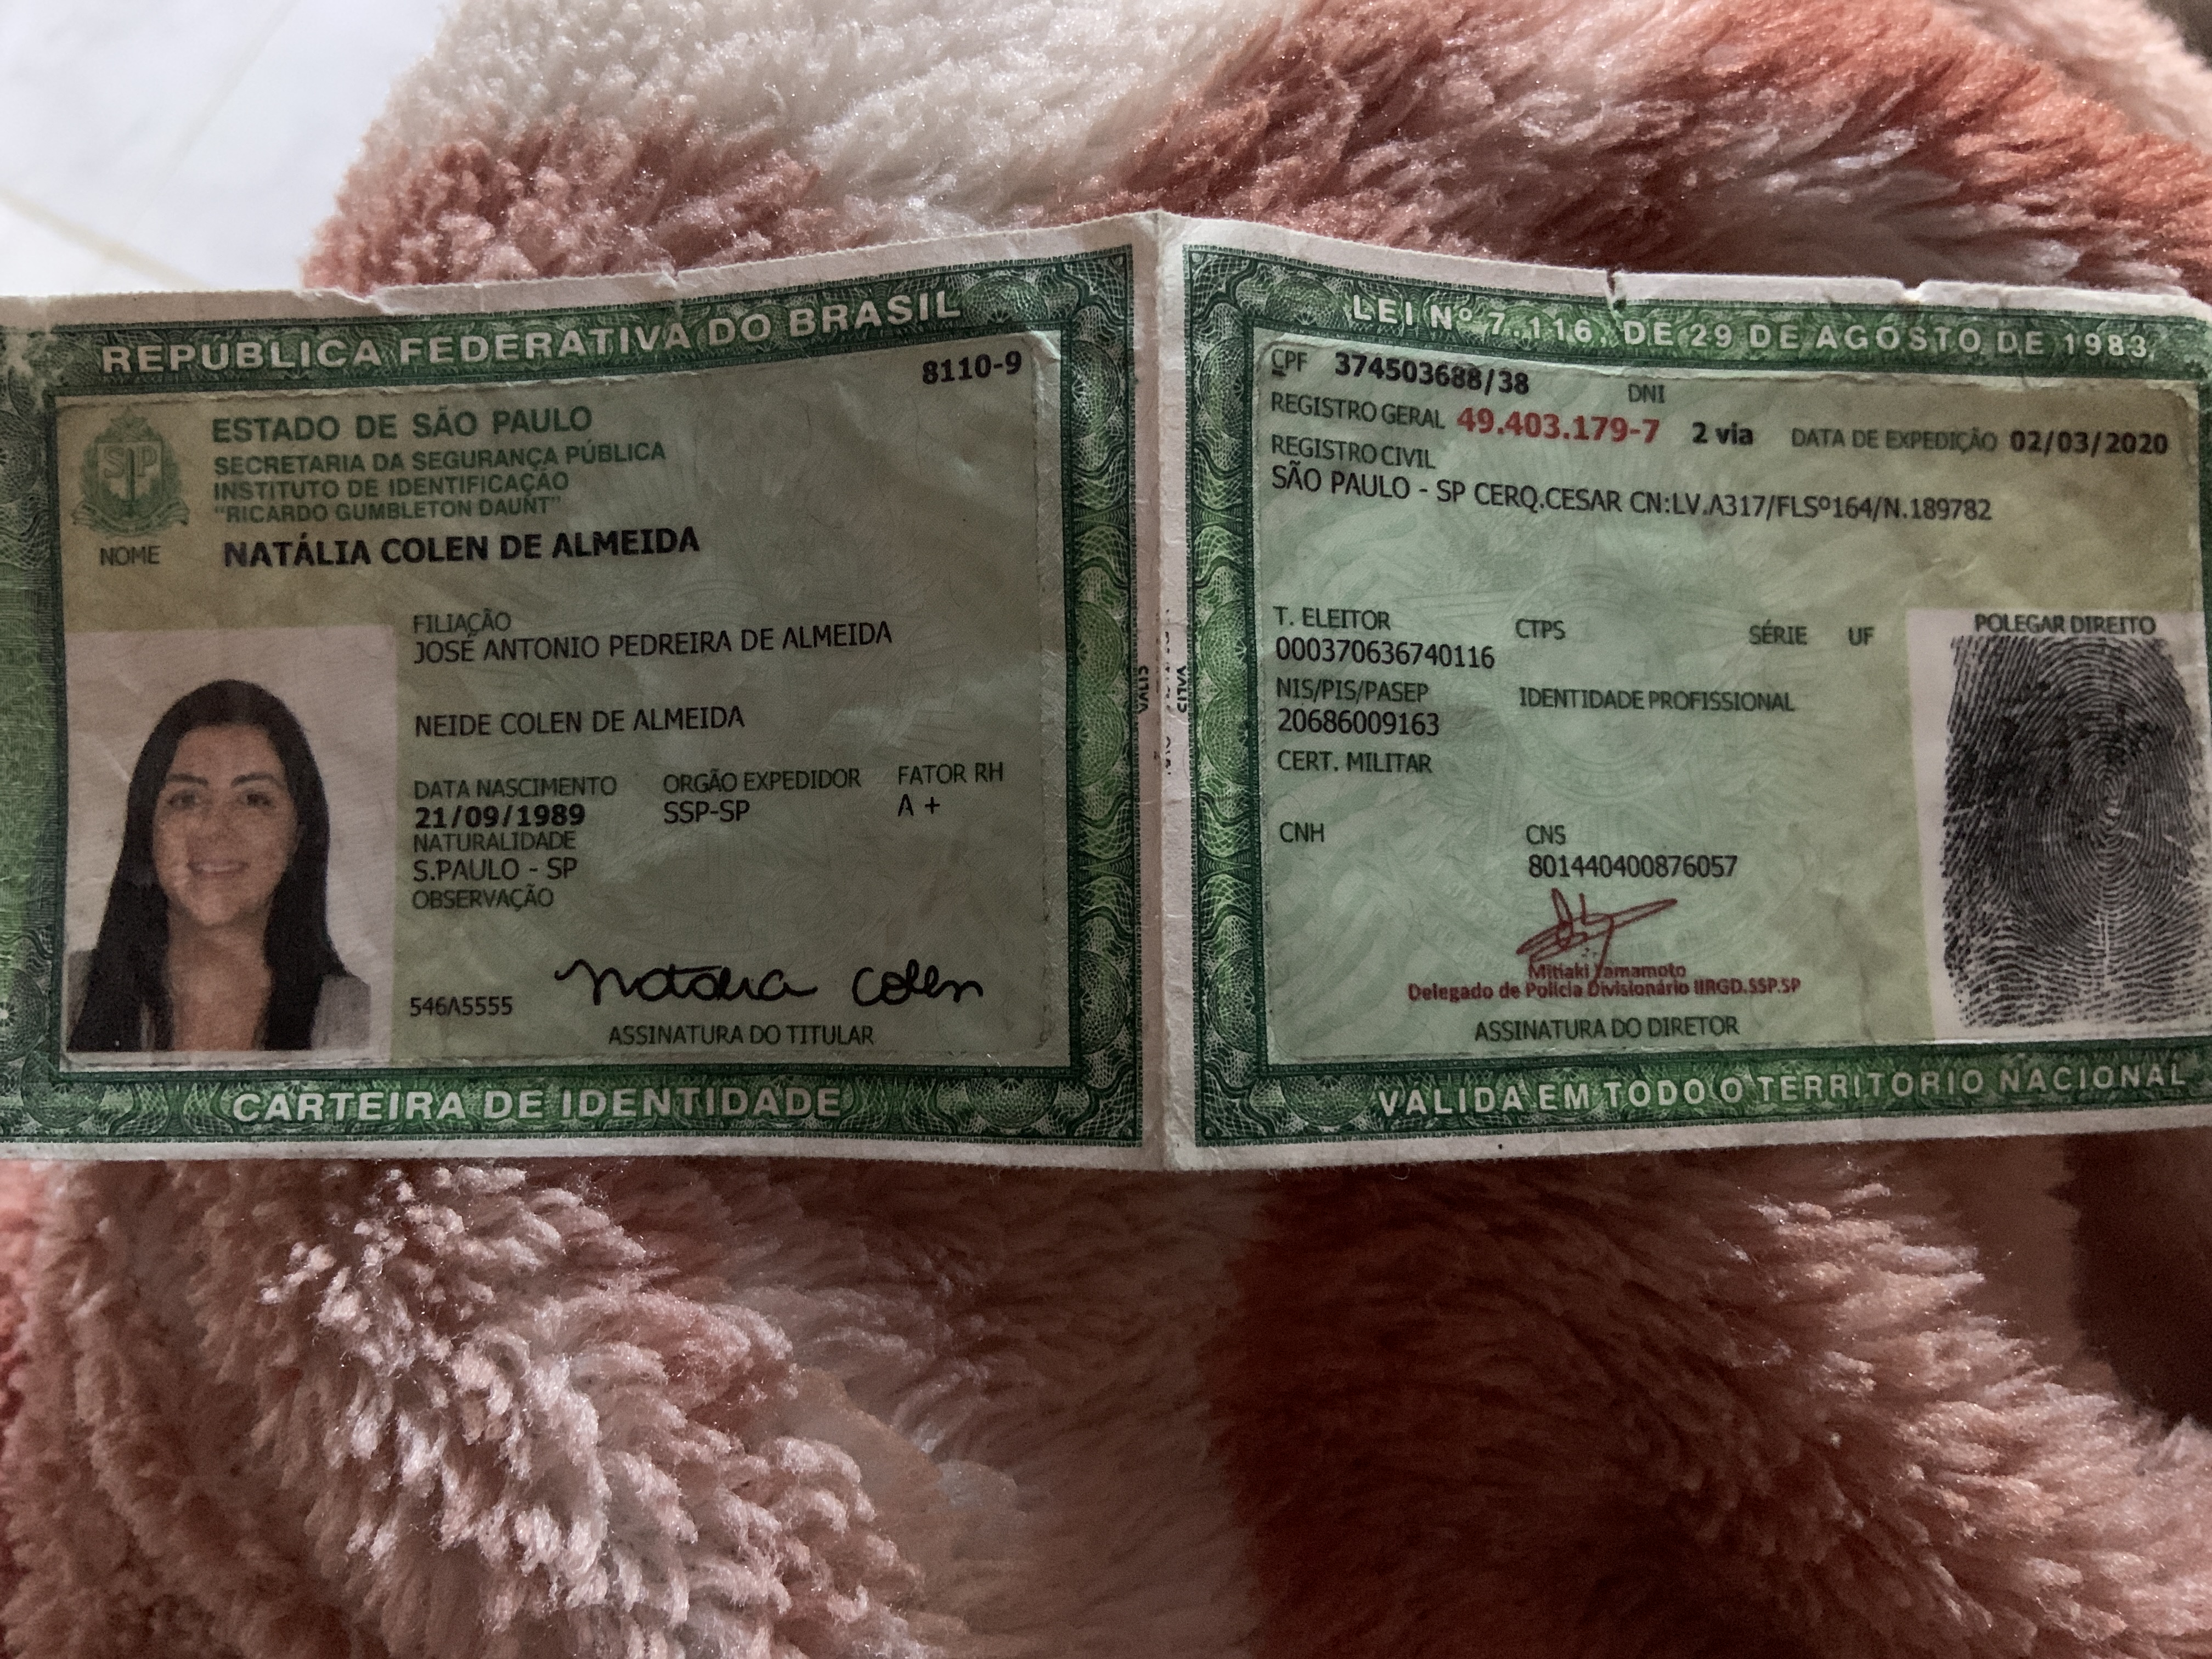 REPÚBLICA FEDERATIVA DO BRASIL
8110-9
SP
ESTADO DE SÃO PAULO
SECRETARIA DA SEGURANÇA PÚBLICA
INSTITUTO DE IDENTIFICAÇÃO
"RICARDO GUMBLETON DAUNT"
NOME NATÁLIA COLEN DE ALMEIDA
FILIAÇÃO
JOSÉ ANTONIO PEDREIRA DE ALMEIDA
NEIDE COLEN DE ALMEIDA
DATA NASCIMENTO ORGÃO EXPEDIDOR FATOR RH
21/09/1989 SSP-SP A +
NATURALIDADE
S.PAULO - SP
OBSERVAÇÃO
Natália Colen
546A5555
ASSINATURA DO TITULAR
CARTEIRA DE IDENTIDADE
LEI Nº 7.116, DE 29 DE AGOSTO DE 1983
CPF 374503688/38 DNI
REGISTRO GERAL 49.403.179-7 2 via DATA DE EXPEDIÇÃO 02/03/2020
REGISTRO CIVIL
SÃO PAULO - SP CERQ.CESAR CN:LV.A317/FLSº164/N.189782
T. ELEITOR CTPS SÉRIE UF POLEGAR DIREITO
000370636740116
NIS/PIS/PASEP IDENTIDADE PROFISSIONAL
20686009163
CERT. MILITAR
CNH CNS
801440400876057
Mitiaki Yamamoto
Delegado de Polícia Divisionário IIRGD.SSP.SP
ASSINATURA DO DIRETOR
VALIDA EM TODO O TERRITORIO NACIONAL